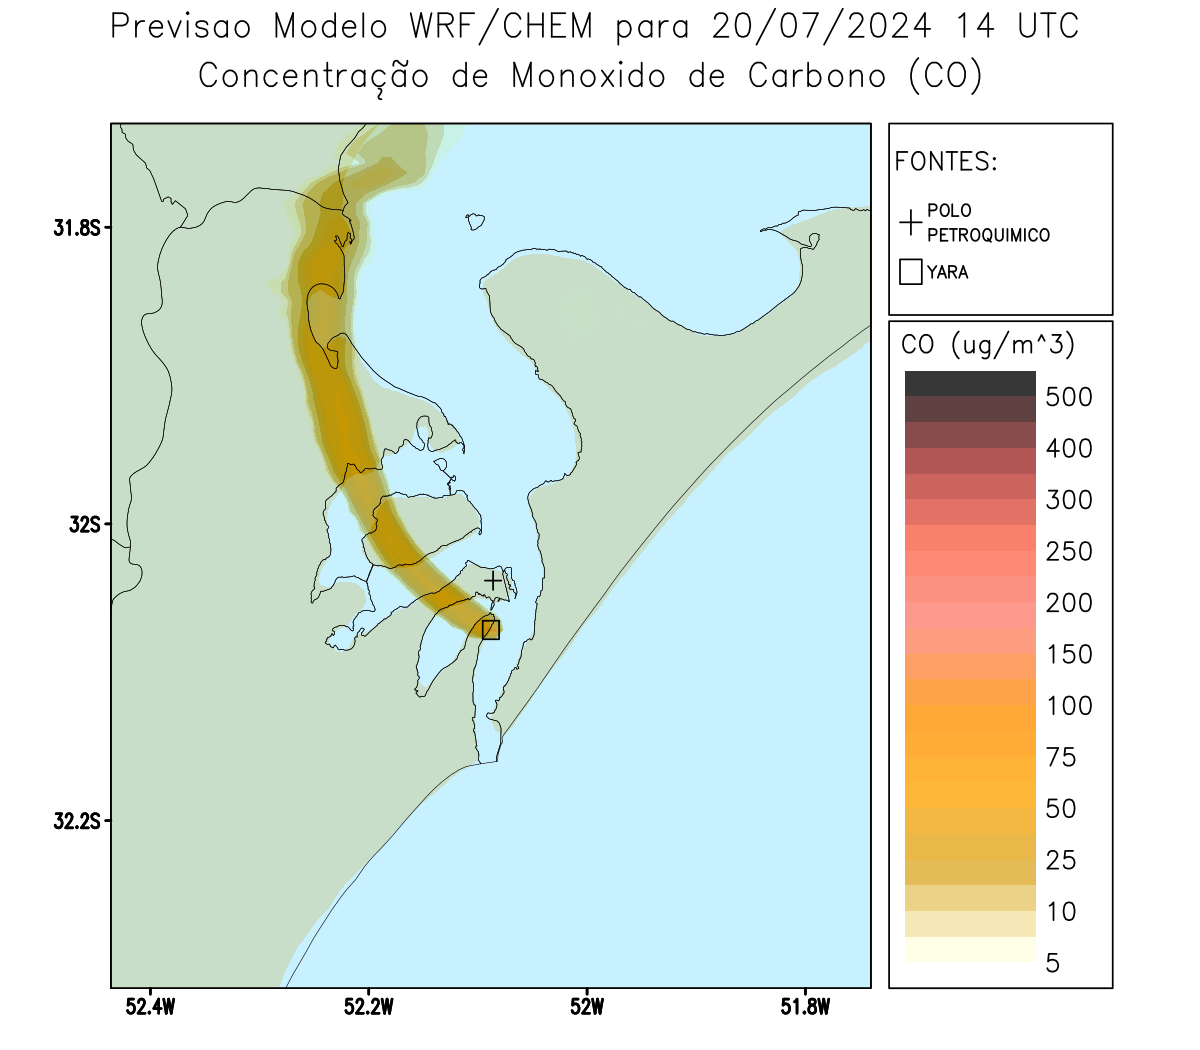 Previsao Modelo WRF/CHEM para 20/07/2024 14 UTC
Concentração de Monoxido de Carbono (CO)
FONTES:
POLO
PETROQUIMICO
YARA
CO (ug/m^3)
500
400
300
250
200
150
100
75
50
25
10
5
31.8S
32S
32.2S
52.4W
52.2W
52W
51.8W